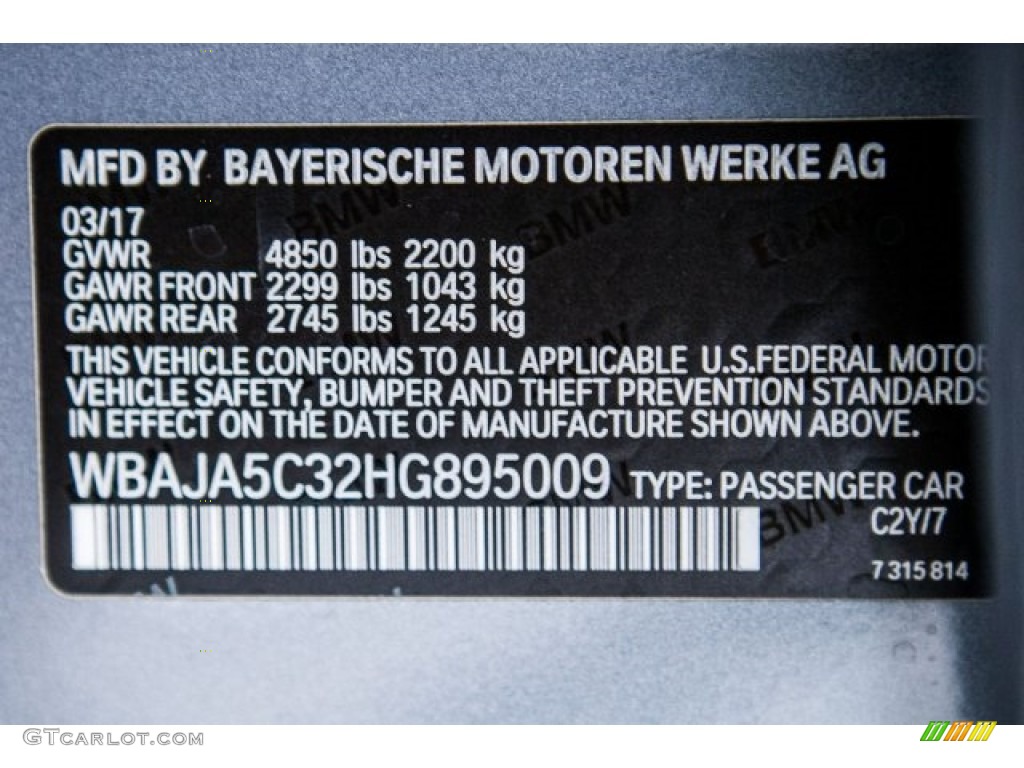 MFD BY BAYERISCHE MOTOREN WERKE AG
03/17
GVWR 4850 lbs 2200 kg
GAWR FRONT 2299 lbs 1043 kg
GAWR REAR 2745 lbs 1245 kg
THIS VEHICLE CONFORMS TO ALL APPLICABLE U.S.FEDERAL MOTOR
VEHICLE SAFETY, BUMPER AND THEFT PREVENTION STANDARDS
IN EFFECT ON THE DATE OF MANUFACTURE SHOWN ABOVE.
WBAJA5C32HG895009 TYPE: PASSENGER CAR
C2Y/7
7 315 814
BMW
BMW
BMW
GTCarLot.com